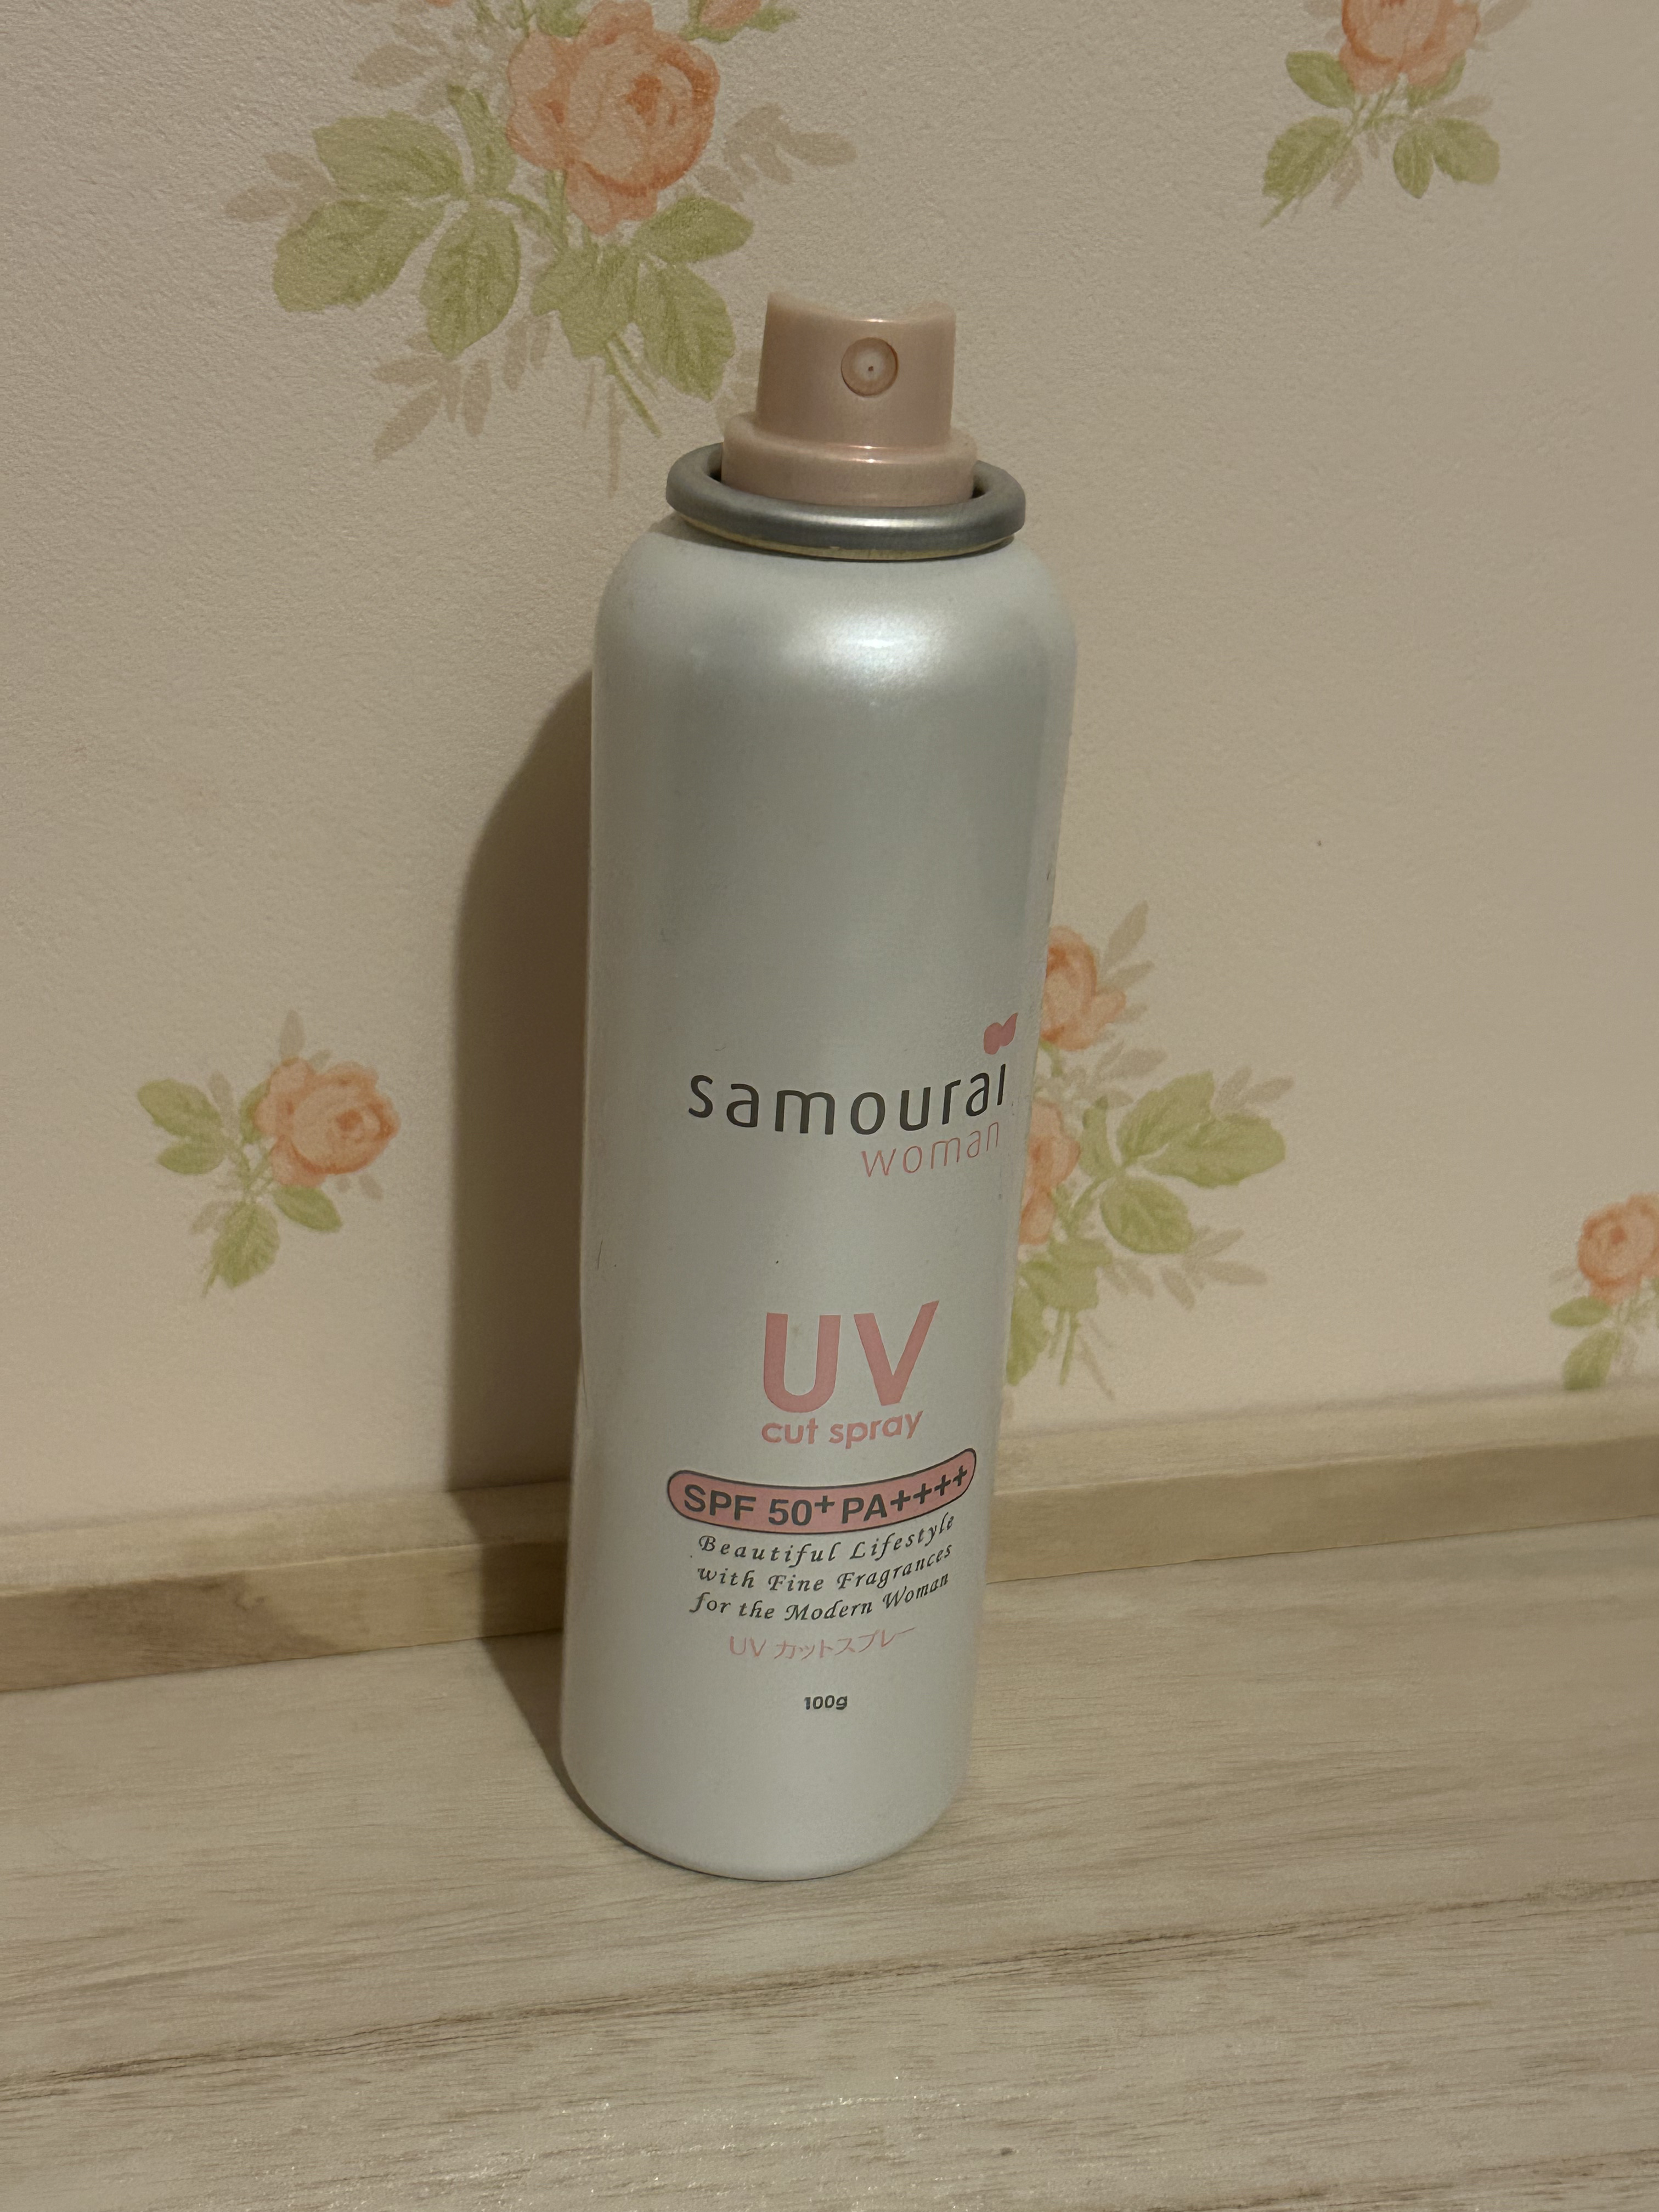 samourai
woman
UV
cut spray
SPF 50+ PA++++
Beautiful Lifestyle
with Fine Fragrances
for the Modern Woman
UV カットスプレー
100g